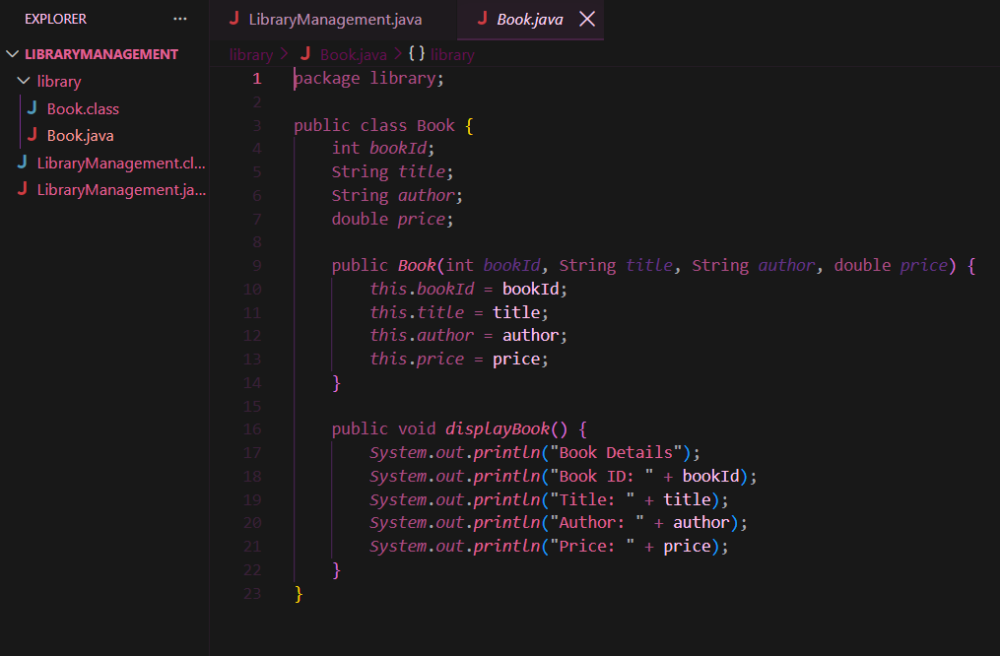 EXPLORER ...
LIBRARYMANAGEMENT
library
J Book.class
J Book.java
J LibraryManagement.cl...
J LibraryManagement.ja...
J LibraryManagement.java J Book.java
library > J Book.java > {} library
1 package library;
2
3 public class Book {
4 int bookId;
5 String title;
6 String author;
7 double price;
8
9 public Book(int bookId, String title, String author, double price) {
10 this.bookId = bookId;
11 this.title = title;
12 this.author = author;
13 this.price = price;
14 }
15
16 public void displayBook() {
17 System.out.println("Book Details");
18 System.out.println("Book ID: " + bookId);
19 System.out.println("Title: " + title);
20 System.out.println("Author: " + author);
21 System.out.println("Price: " + price);
22 }
23 }